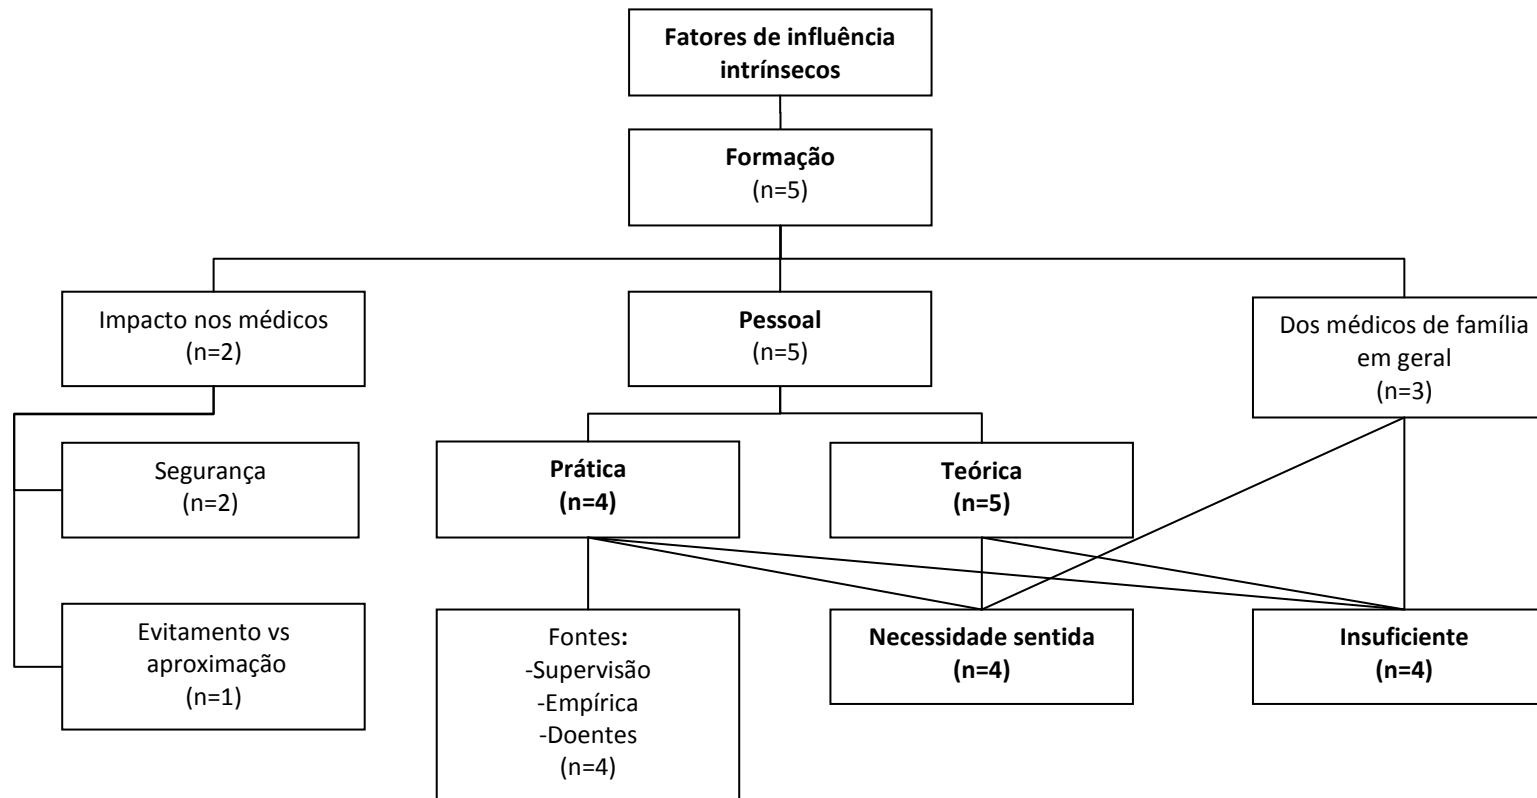 Fatores de influência
intrínsecos
Formação
(n=5)
Impacto nos médicos
(n=2)
Pessoal
(n=5)
Dos médicos de família
em geral
(n=3)
Segurança
(n=2)
Prática
(n=4)
Teórica
(n=5)
Evitamento vs
aproximação
(n=1)
Fontes:
-Supervisão
-Empírica
-Doentes
(n=4)
Necessidade sentida
(n=4)
Insuficiente
(n=4)